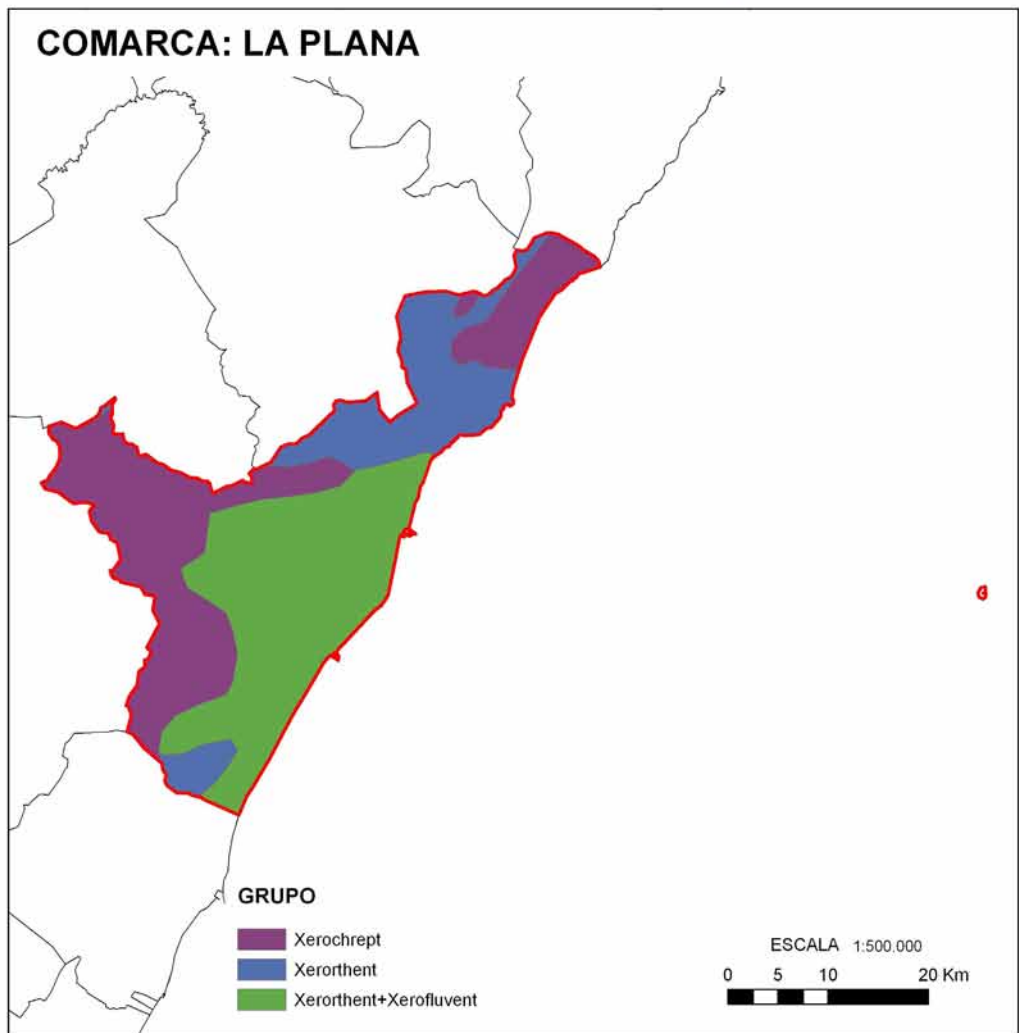 COMARCA: LA PLANA
GRUPO
Xerochrept
Xerorthent
Xerorthent+Xerofluvent
ESCALA 1:500.000
0 5 10 20 Km